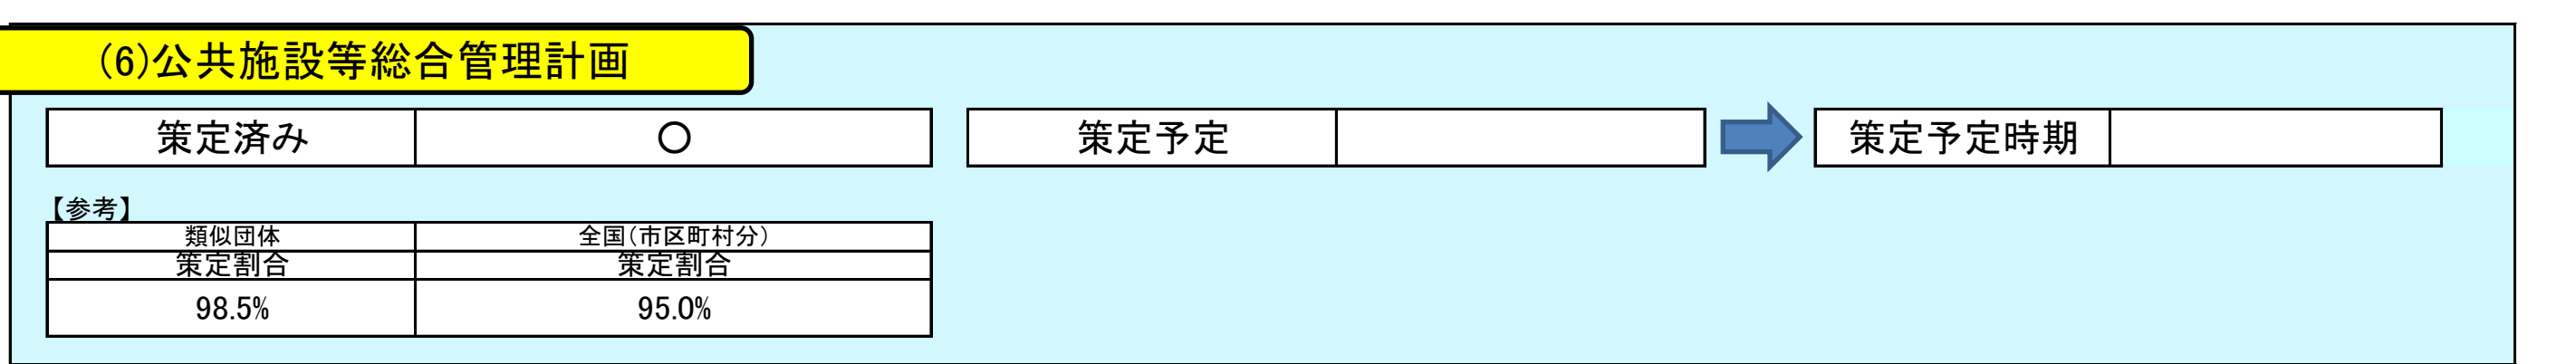 (6)公共施設等総合管理計画
策定済み ○ 策定予定 策定予定時期
【参考】
類似団体 全国(市区町村分)
策定割合 策定割合
98.5% 95.0%